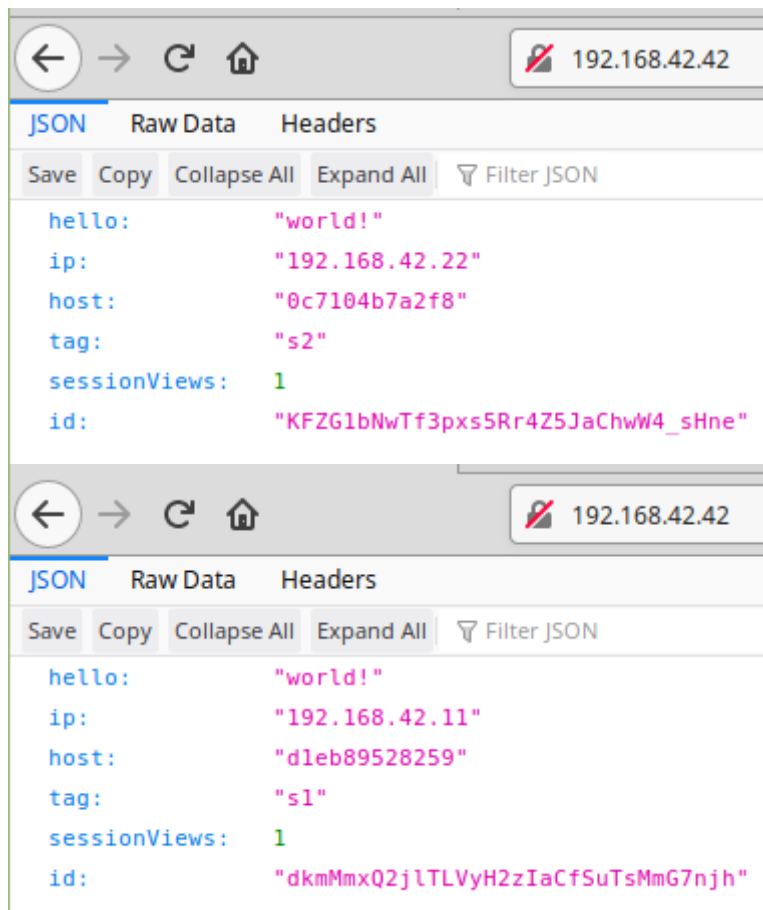 192.168.42.42
JSON Raw Data Headers
Save Copy Collapse All Expand All Filter JSON
hello: "world!"
ip: "192.168.42.22"
host: "0c7104b7a2f8"
tag: "s2"
sessionViews: 1
id: "KFZG1bNwTf3pxs5Rr4Z5JaChwW4_sHne"
192.168.42.42
JSON Raw Data Headers
Save Copy Collapse All Expand All Filter JSON
hello: "world!"
ip: "192.168.42.11"
host: "d1eb89528259"
tag: "s1"
sessionViews: 1
id: "dkmMmxQ2jlTLVyH2zIaCfSuTsMmG7njh"